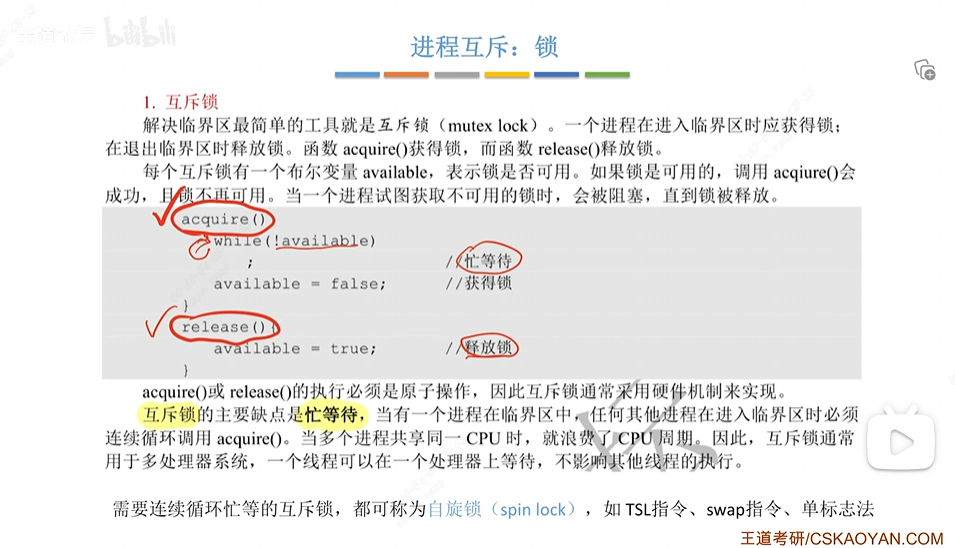 bilibili
进程互斥：锁
1. 互斥锁
解决临界区最简单的工具就是互斥锁（mutex lock）。一个进程在进入临界区时应获得锁；
在退出临界区时释放锁。函数 acquire()获得锁，而函数 release()释放锁。
每个互斥锁有一个布尔变量 available，表示锁是否可用。如果锁是可用的，调用 acqiure()会
成功，且锁不再可用。当一个进程试图获取不可用的锁时，会被阻塞，直到锁被释放。
acquire()
while(!available)
; //忙等待
available = false; //获得锁
}
release(){
available = true; //释放锁
}
acquire()或 release()的执行必须是原子操作，因此互斥锁通常采用硬件机制来实现。
互斥锁的主要缺点是忙等待，当有一个进程在临界区中，任何其他进程在进入临界区时必须
连续循环调用 acquire()。当多个进程共享同一 CPU 时，就浪费了 CPU 周期。因此，互斥锁通常
用于多处理器系统，一个线程可以在一个处理器上等待，不影响其他线程的执行。
需要连续循环忙等的互斥锁，都可称为自旋锁（spin lock），如 TSL指令、swap指令、单标志法
王道考研/CSKAOYAN.COM